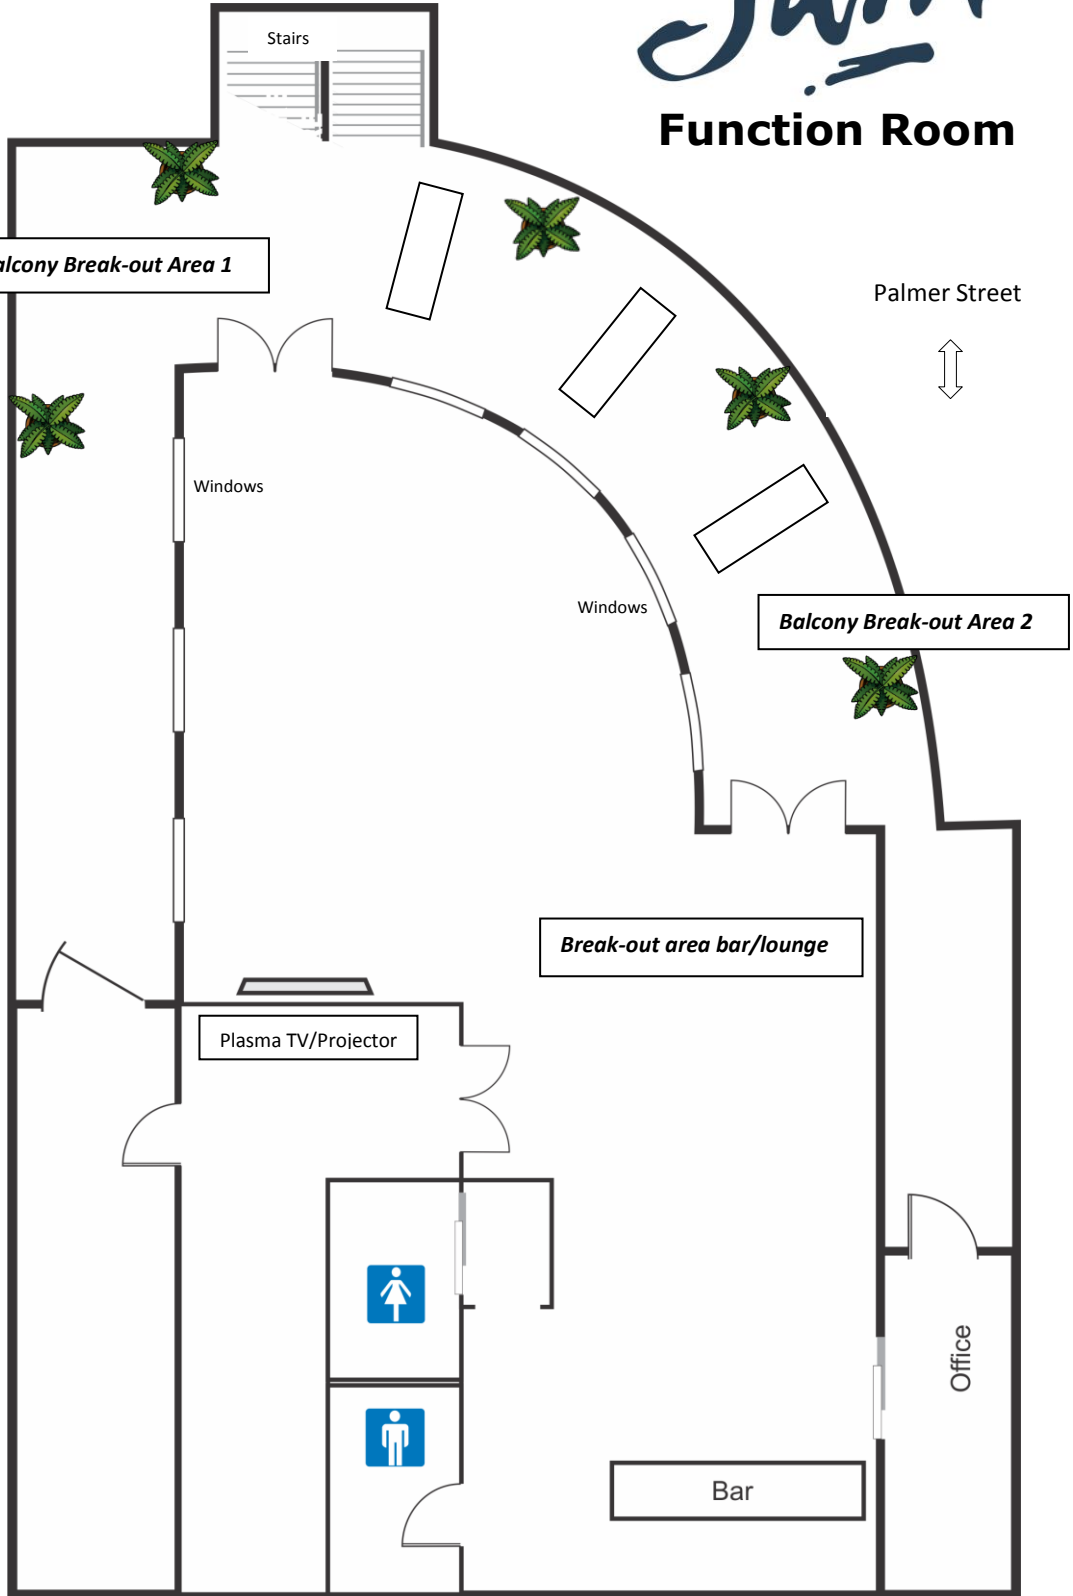 Stairs
Function Room
Balcony Break-out Area 1
Palmer Street
Windows
Windows
Balcony Break-out Area 2
Break-out area bar/lounge
Plasma TV/Projector
Office
Bar